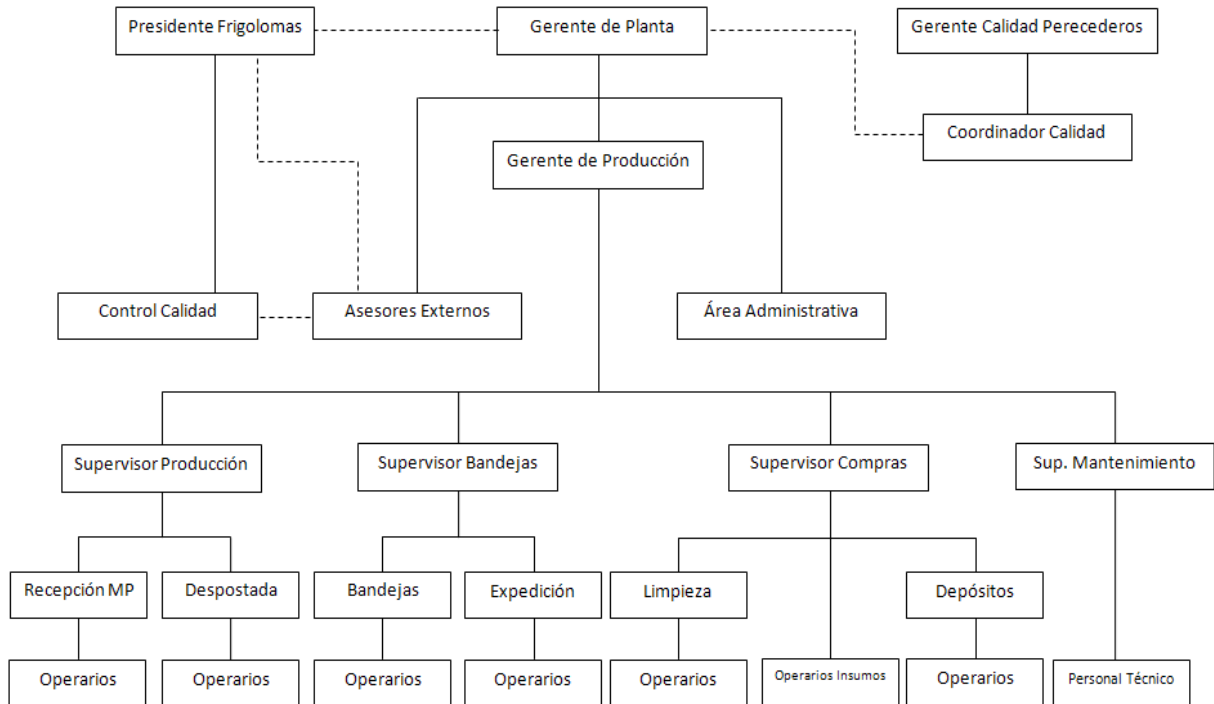 Presidente Frigolomas
Gerente de Planta
Gerente Calidad Perecederos
Coordinador Calidad
Gerente de Producción
Control Calidad
Asesores Externos
Área Administrativa
Supervisor Producción
Supervisor Bandejas
Supervisor Compras
Sup. Mantenimiento
Recepción MP
Despostada
Bandejas
Expedición
Limpieza
Depósitos
Operarios
Operarios
Operarios
Operarios
Operarios
Operarios Insumos
Operarios
Personal Técnico